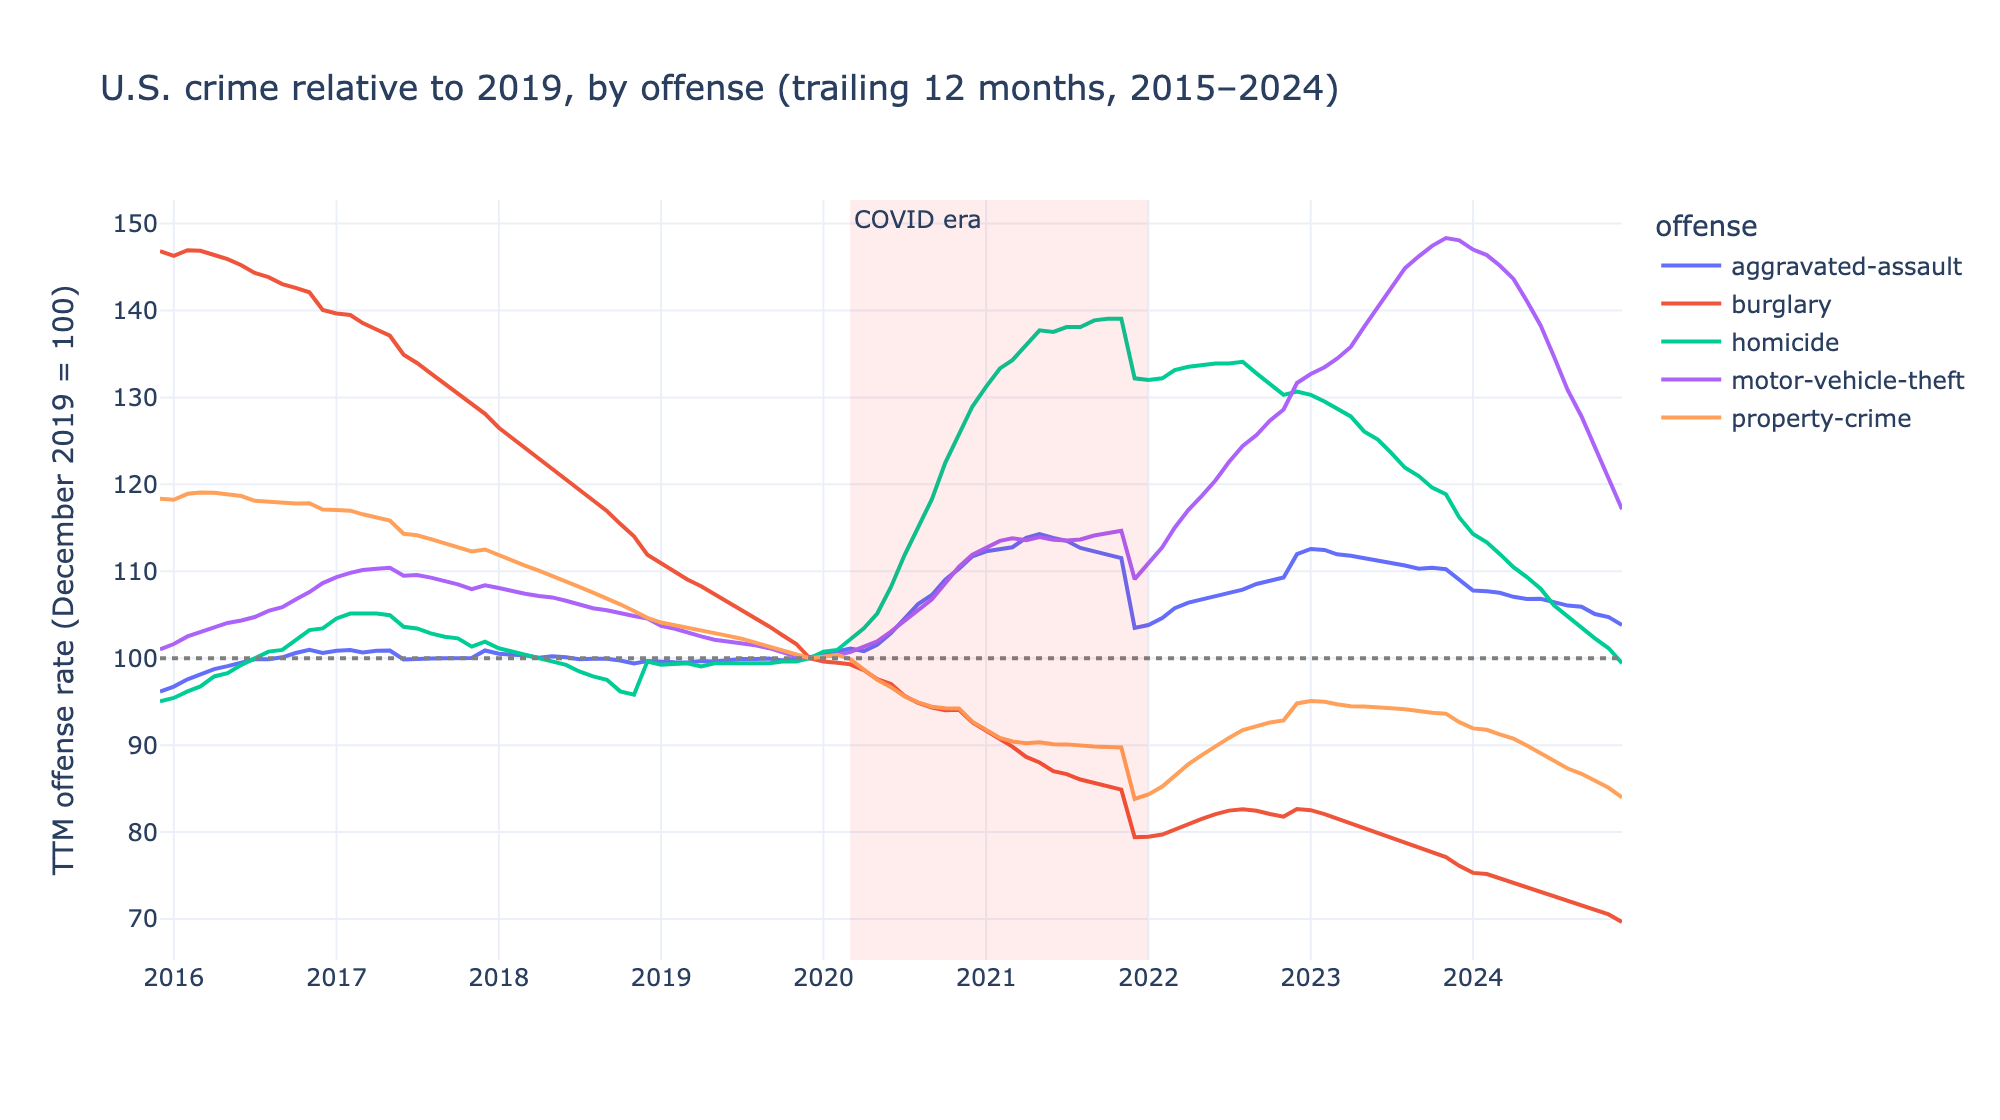 U.S. crime relative to 2019, by offense (trailing 12 months, 2015–2024)
TTM offense rate (December 2019 = 100)
150
140
130
120
110
100
90
80
70
COVID era
2016
2017
2018
2019
2020
2021
2022
2023
2024
offense
aggravated-assault
burglary
homicide
motor-vehicle-theft
property-crime